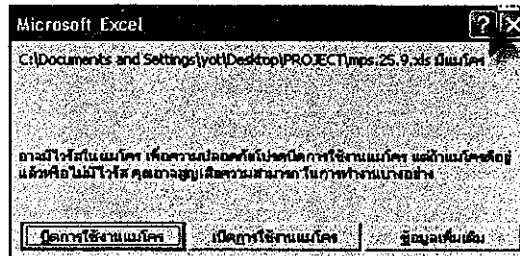 Microsoft Excel
C:\Documents and Settings\yot\Desktop\PROJECT\mps.25.9.xls มีแมโคร
อาจมีไวรัสในแมโคร เพื่อความปลอดภัยโปรดปิดการใช้งานแมโคร แต่ถ้าแมโครดีอยู่
แล้วหรือไม่มีไวรัส คุณอาจสูญเสียความสามารถในการทำงานบางอย่าง
ปิดการใช้งานแมโคร เปิดการใช้งานแมโคร ข้อมูลเพิ่มเติม